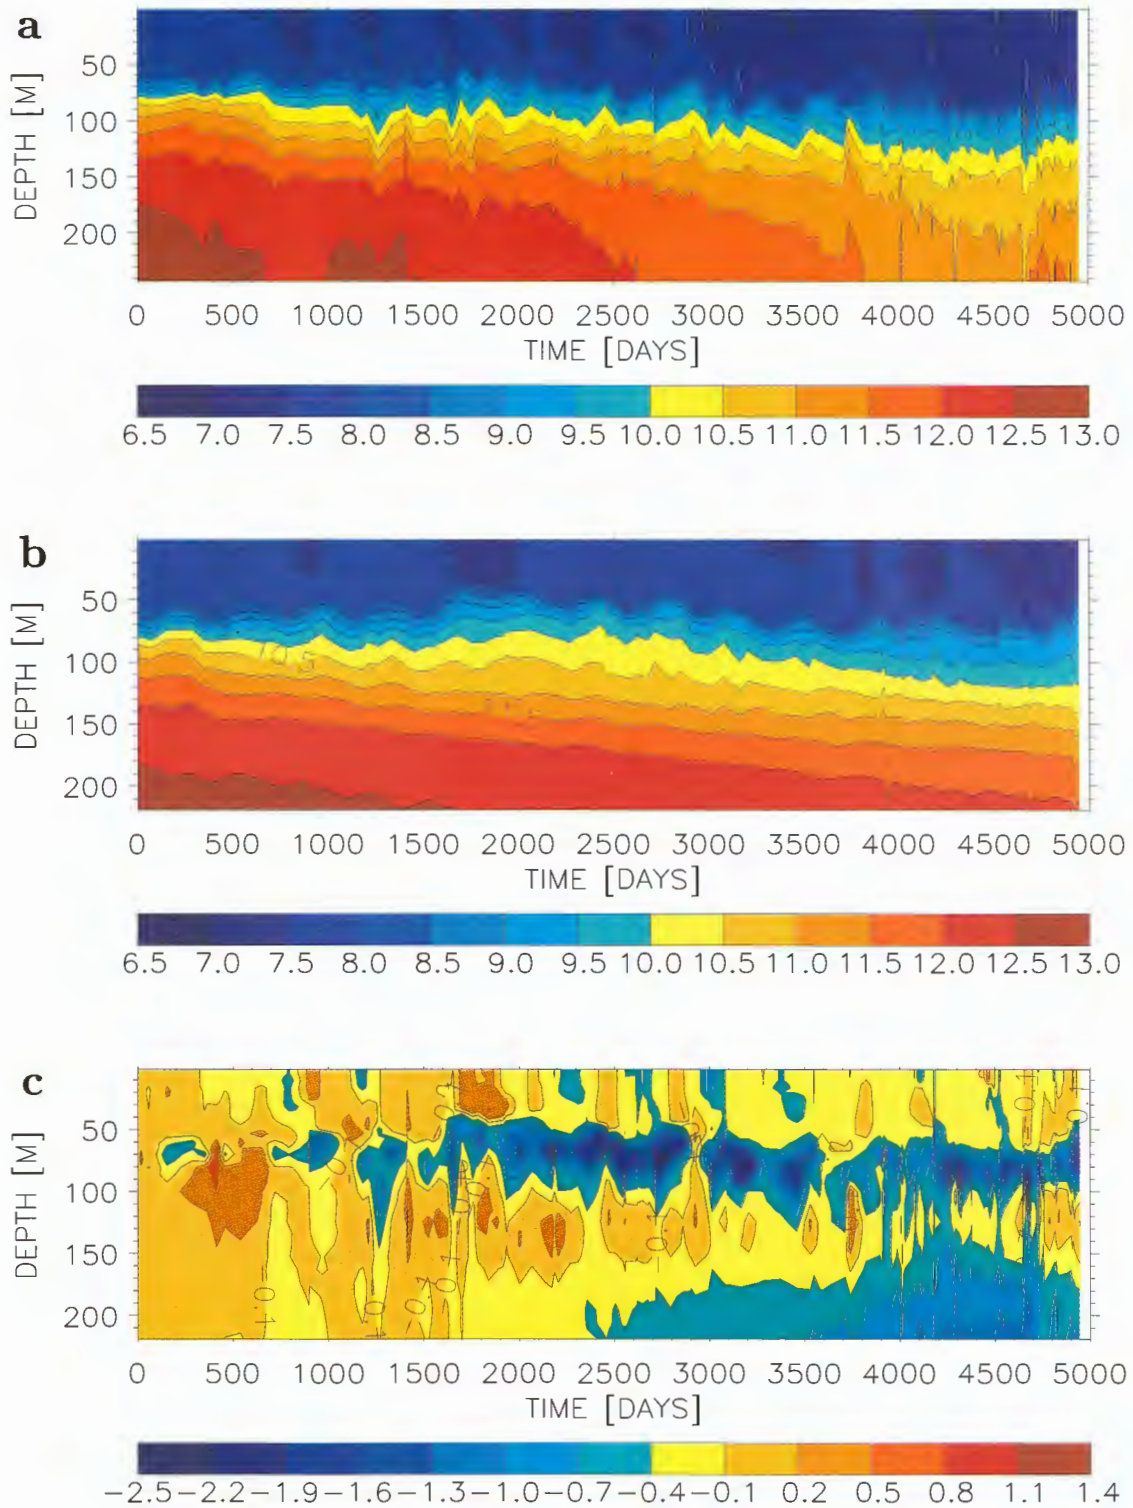 a
DEPTH [M]
50
100
150
200
0 500 1000 1500 2000 2500 3000 3500 4000 4500 5000
TIME [DAYS]
6.5 7.0 7.5 8.0 8.5 9.0 9.5 10.0 10.5 11.0 11.5 12.0 12.5 13.0
b
DEPTH [M]
50
100
150
200
10.5
0 500 1000 1500 2000 2500 3000 3500 4000 4500 5000
TIME [DAYS]
6.5 7.0 7.5 8.0 8.5 9.0 9.5 10.0 10.5 11.0 11.5 12.0 12.5 13.0
c
DEPTH [M]
50
100
150
200
0 500 1000 1500 2000 2500 3000 3500 4000 4500 5000
TIME [DAYS]
−2.5 −2.2 −1.9 −1.6 −1.3 −1.0 −0.7 −0.4 −0.1 0.2 0.5 0.8 1.1 1.4